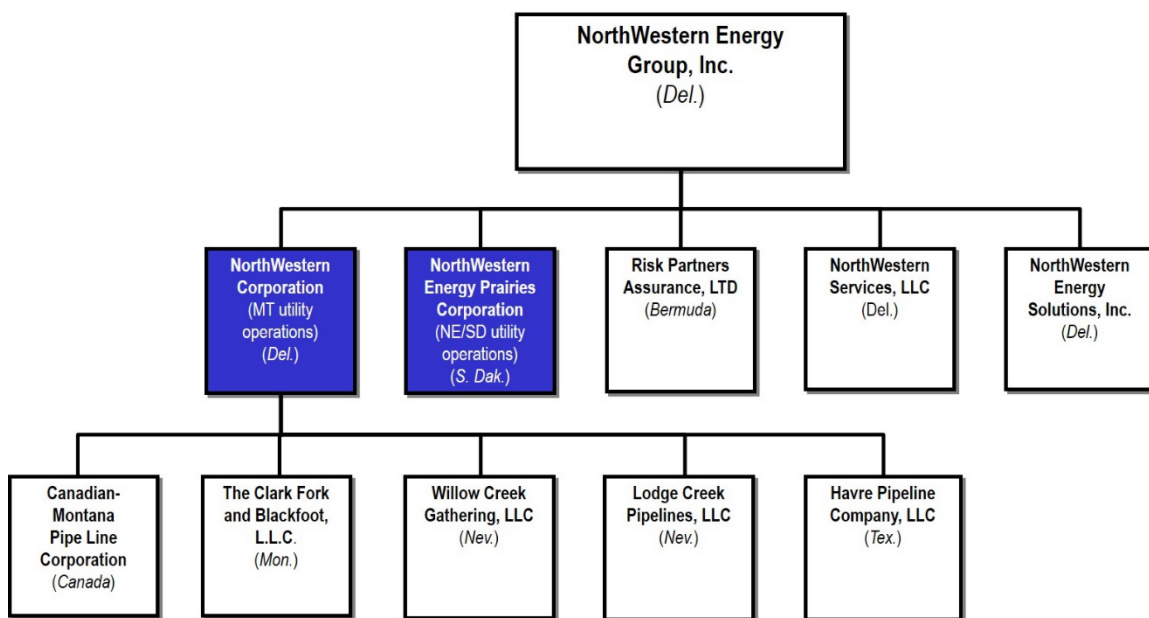 NorthWestern Energy
Group, Inc.
(Del.)
NorthWestern
Corporation
(MT utility
operations)
(Del.)
NorthWestern
Energy Prairies
Corporation
(NE/SD utility
operations)
(S. Dak.)
Risk Partners
Assurance, LTD
(Bermuda)
NorthWestern
Services, LLC
(Del.)
NorthWestern
Energy
Solutions, Inc.
(Del.)
Canadian-
Montana
Pipe Line
Corporation
(Canada)
The Clark Fork
and Blackfoot,
L.L.C.
(Mon.)
Willow Creek
Gathering, LLC
(Nev.)
Lodge Creek
Pipelines, LLC
(Nev.)
Havre Pipeline
Company, LLC
(Tex.)